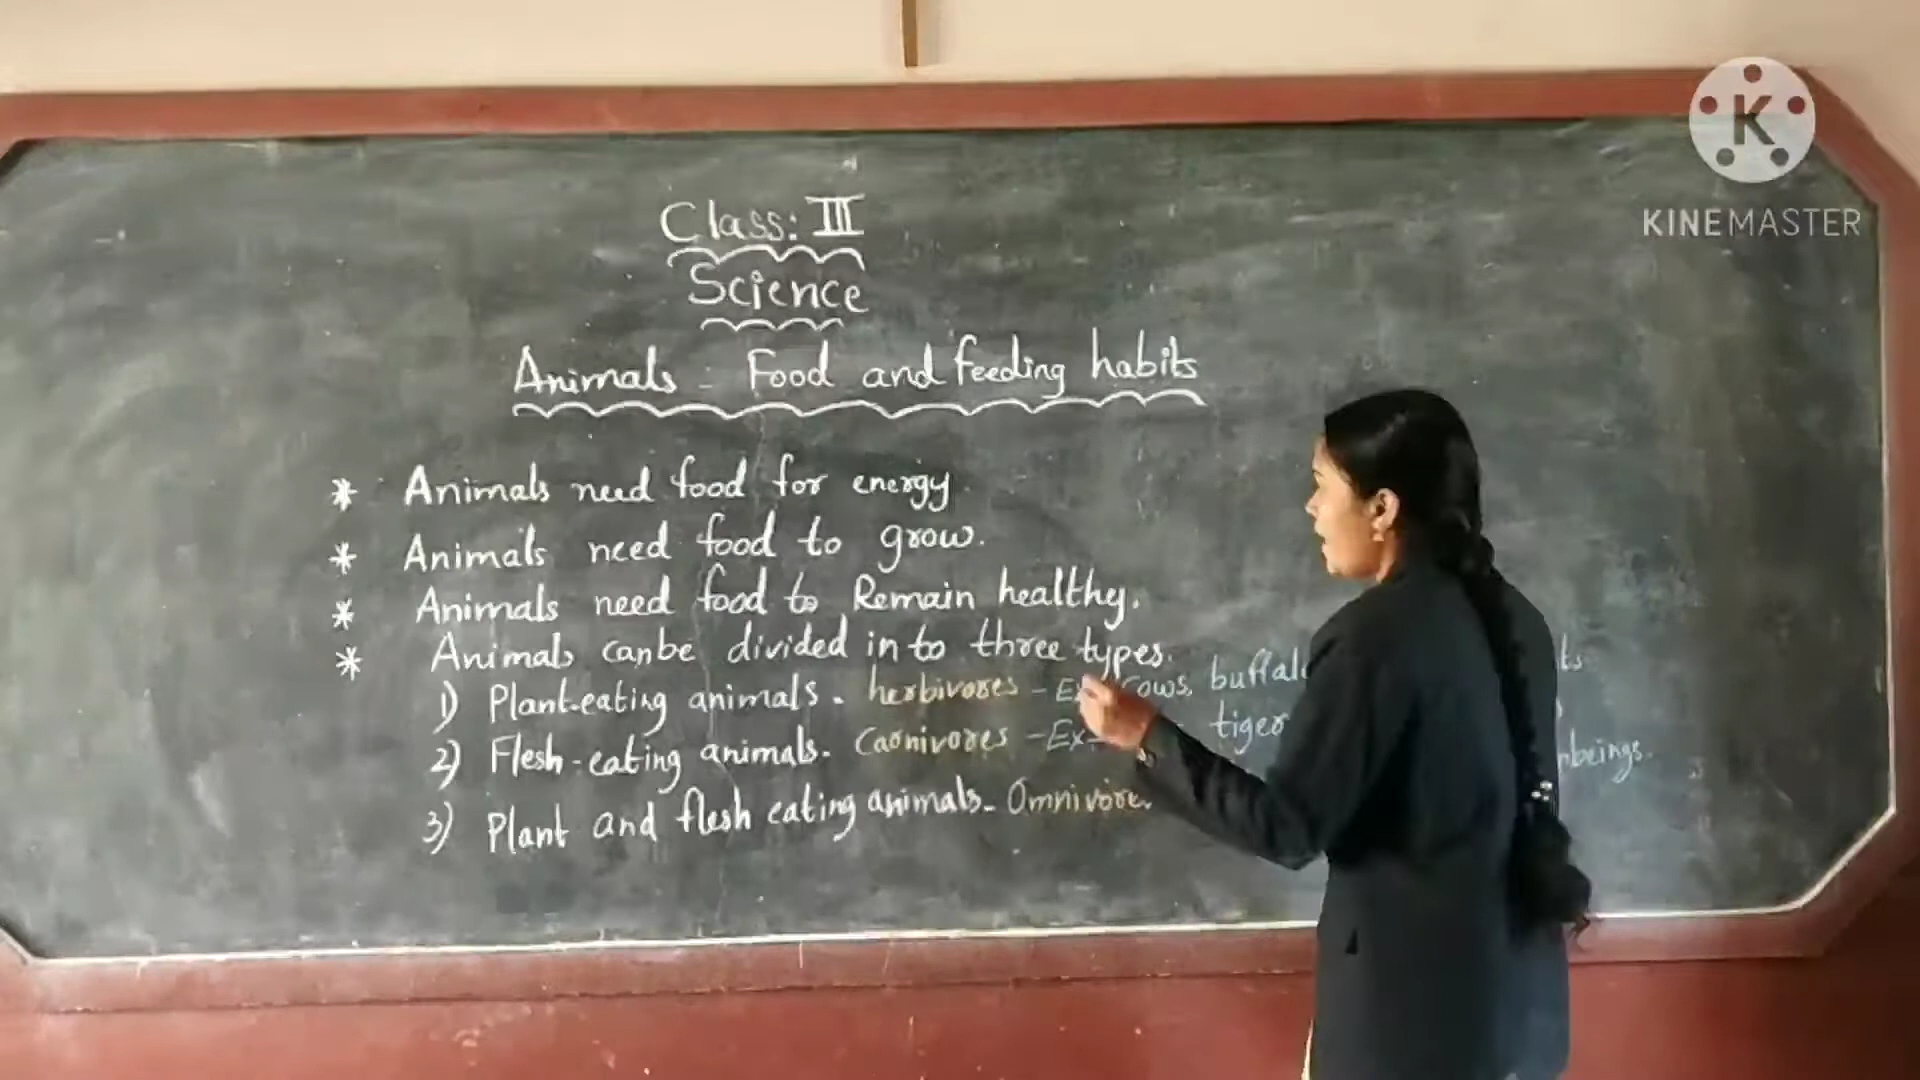 Class: III
Science
Animals - Food and feeding habits
* Animals need food for energy.
* Animals need food to grow.
* Animals need food to Remain healthy.
* Animals canbe divided in to three types.
1) Plant-eating animals. herbivores - Ex Cows, buffalo
2) Flesh-eating animals. Carnivores - Ex tiger
3) Plant and flesh eating animals - Omnivore
KINEMASTER